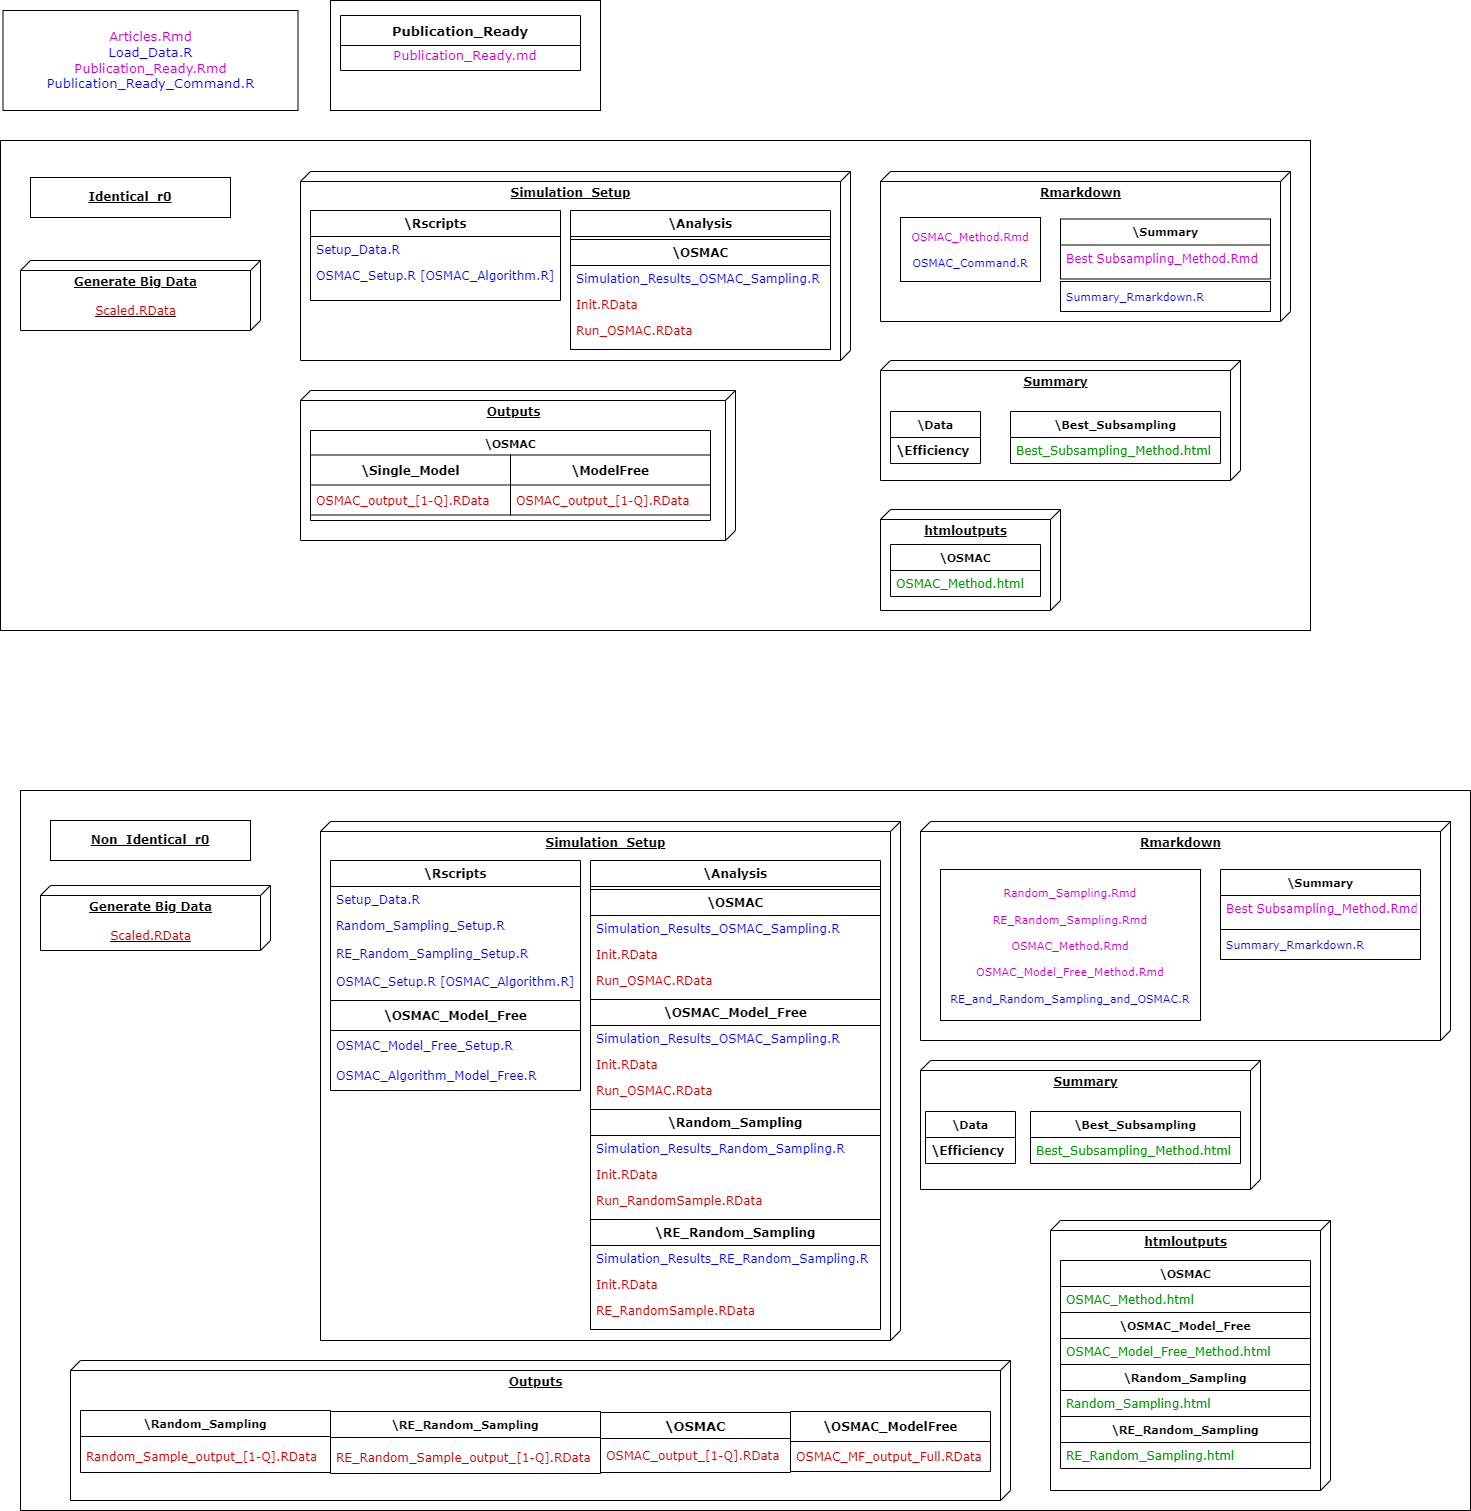 Articles.Rmd
Load_Data.R
Publication_Ready.Rmd
Publication_Ready_Command.R
Publication_Ready
Publication_Ready.md
Identical_r0
Generate Big Data
Scaled.RData
Simulation_Setup
\Rscripts
Setup_Data.R
OSMAC_Setup.R [OSMAC_Algorithm.R]
\Analysis
\OSMAC
Simulation_Results_OSMAC_Sampling.R
Init.RData
Run_OSMAC.RData
Rmarkdown
OSMAC_Method.Rmd
OSMAC_Command.R
\Summary
Best Subsampling_Method.Rmd
Summary_Rmarkdown.R
Outputs
\OSMAC
\Single_Model
\ModelFree
OSMAC_output_[1-Q].RData
OSMAC_output_[1-Q].RData
Summary
\Data
\Efficiency
\Best_Subsampling
Best_Subsampling_Method.html
htmloutputs
\OSMAC
OSMAC_Method.html
Non_Identical_r0
Generate Big Data
Scaled.RData
Simulation_Setup
\Rscripts
Setup_Data.R
Random_Sampling_Setup.R
RE_Random_Sampling_Setup.R
OSMAC_Setup.R [OSMAC_Algorithm.R]
\OSMAC_Model_Free
OSMAC_Model_Free_Setup.R
OSMAC_Algorithm_Model_Free.R
\Analysis
\OSMAC
Simulation_Results_OSMAC_Sampling.R
Init.RData
Run_OSMAC.RData
\OSMAC_Model_Free
Simulation_Results_OSMAC_Sampling.R
Init.RData
Run_OSMAC.RData
\Random_Sampling
Simulation_Results_Random_Sampling.R
Init.RData
Run_RandomSample.RData
\RE_Random_Sampling
Simulation_Results_RE_Random_Sampling.R
Init.RData
RE_RandomSample.RData
Rmarkdown
Random_Sampling.Rmd
RE_Random_Sampling.Rmd
OSMAC_Method.Rmd
OSMAC_Model_Free_Method.Rmd
RE_and_Random_Sampling_and_OSMAC.R
\Summary
Best Subsampling_Method.Rmd
Summary_Rmarkdown.R
Summary
\Data
\Efficiency
\Best_Subsampling
Best_Subsampling_Method.html
htmloutputs
\OSMAC
OSMAC_Method.html
\OSMAC_Model_Free
OSMAC_Model_Free_Method.html
\Random_Sampling
Random_Sampling.html
\RE_Random_Sampling
RE_Random_Sampling.html
Outputs
\Random_Sampling
Random_Sample_output_[1-Q].RData
\RE_Random_Sampling
RE_Random_Sample_output_[1-Q].RData
\OSMAC
OSMAC_output_[1-Q].RData
\OSMAC_ModelFree
OSMAC_MF_output_Full.RData